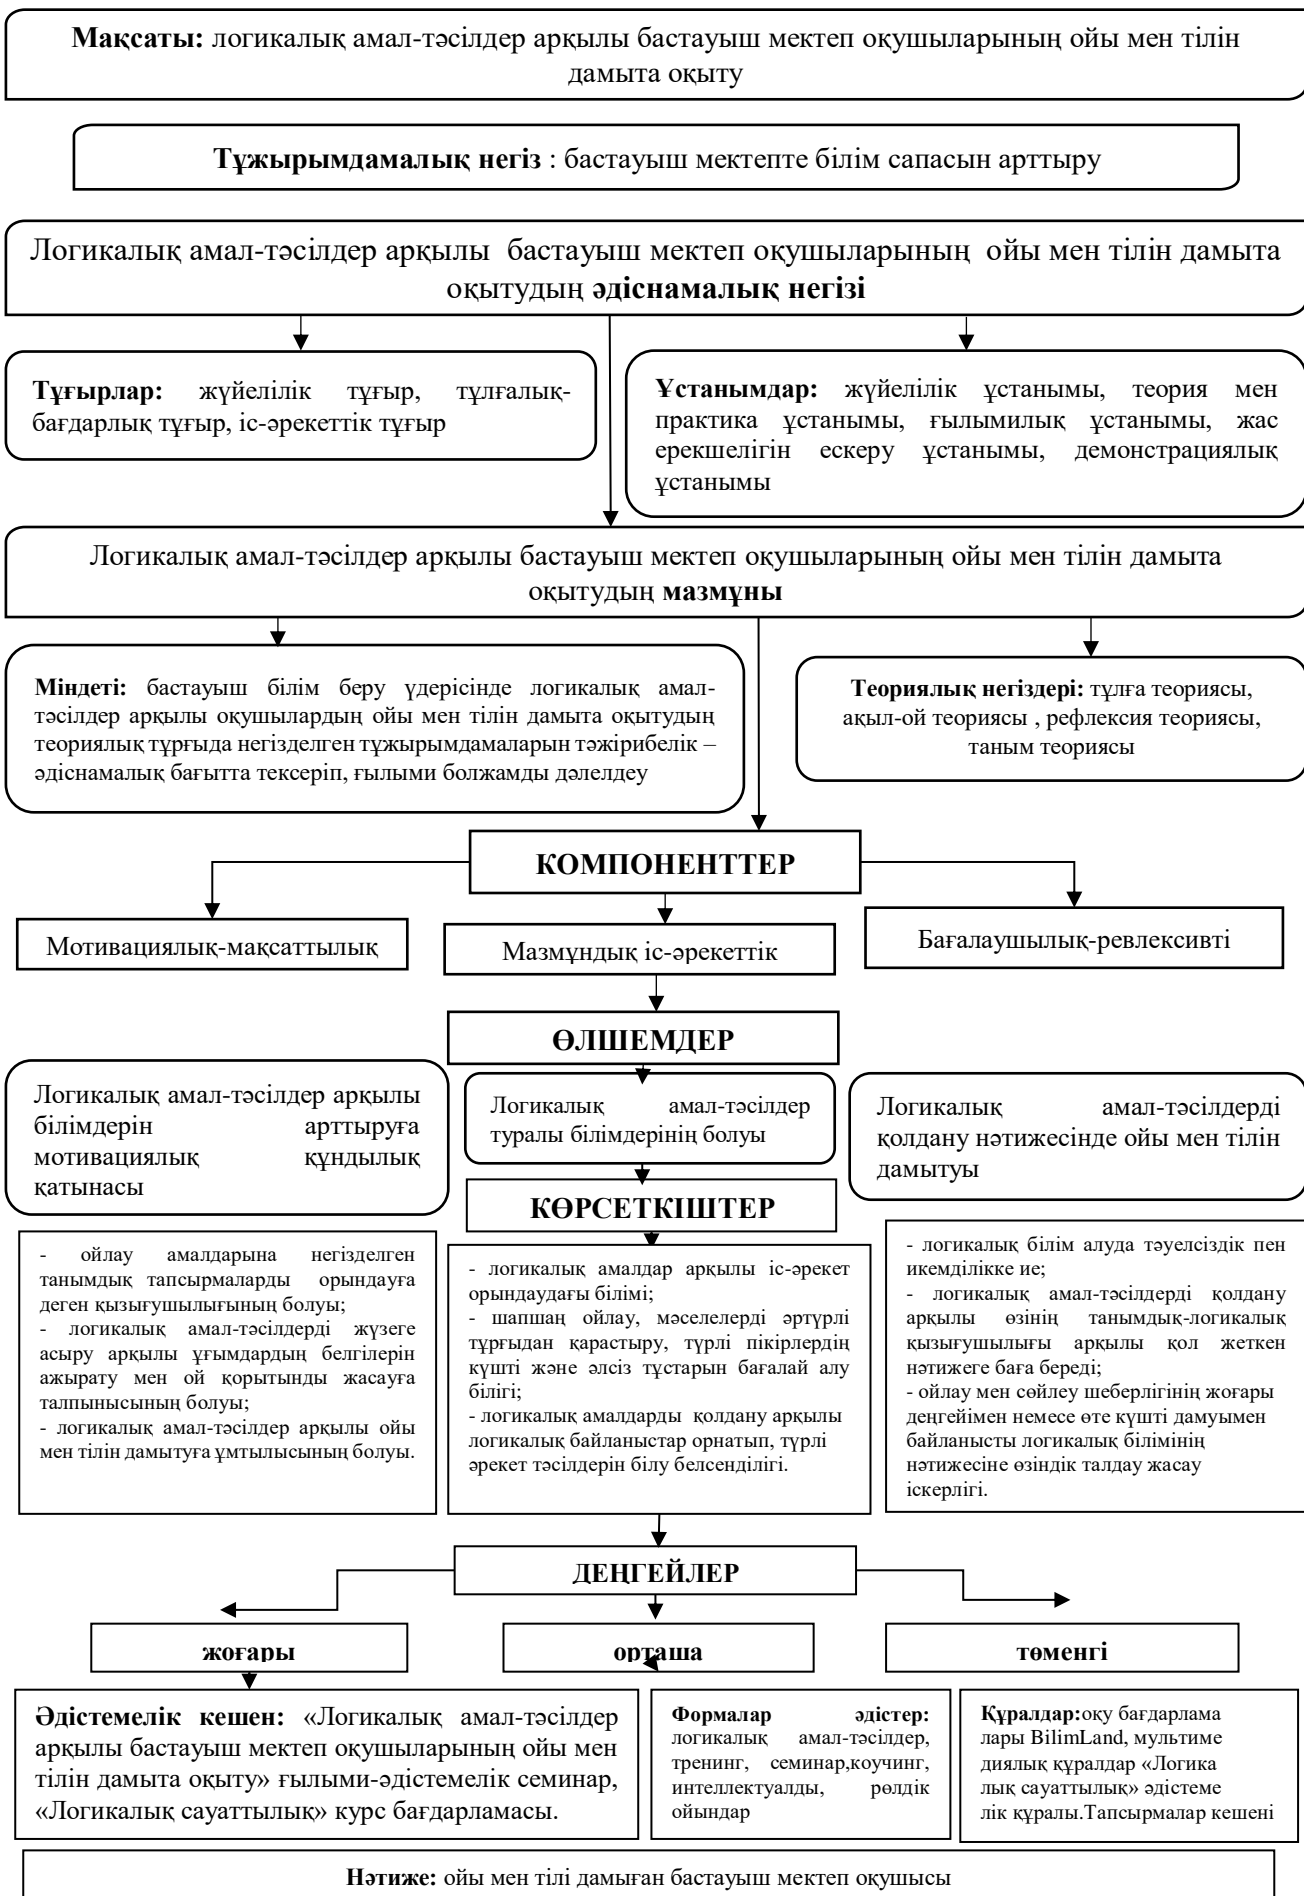 Мақсаты: логикалық амал-тәсілдер арқылы бастауыш мектеп оқушыларының ойы мен тілін
дамыта оқыту
Тұжырымдамалық негіз : бастауыш мектепте білім сапасын арттыру
Логикалық амал-тәсілдер арқылы бастауыш мектеп оқушыларының ойы мен тілін дамыта
оқытудың әдіснамалық негізі
Тұғырлар: жүйелілік тұғыр, тұлғалық-
бағдарлық тұғыр, іс-әрекеттік тұғыр
Ұстанымдар: жүйелілік ұстанымы, теория мен
практика ұстанымы, ғылымилық ұстанымы, жас
ерекшелігін ескеру ұстанымы, демонстрациялық
ұстанымы
Логикалық амал-тәсілдер арқылы бастауыш мектеп оқушыларының ойы мен тілін дамыта
оқытудың мазмұны
Міндеті: бастауыш білім беру үдерісінде логикалық амал-
тәсілдер арқылы оқушылардың ойы мен тілін дамыта оқытудың
теориялық тұрғыда негізделген тұжырымдамаларын тәжірибелік –
әдіснамалық бағытта тексеріп, ғылыми болжамды дәлелдеу
Теориялық негіздері: тұлға теориясы,
ақыл-ой теориясы , рефлексия теориясы,
таным теориясы
КОМПОНЕНТТЕР
Мотивациялық-мақсаттылық
Мазмұндық іс-әрекеттік
Бағалаушылық-ревлексивті
ӨЛШЕМДЕР
Логикалық амал-тәсілдер арқылы
білімдерін арттыруға
мотивациялық құндылық
қатынасы
Логикалық амал-тәсілдер
туралы білімдерінің болуы
Логикалық амал-тәсілдерді
қолдану нәтижесінде ойы мен тілін
дамытуы
КӨРСЕТКІШТЕР
- ойлау амалдарына негізделген
танымдық тапсырмаларды орындауға
деген қызығушылығының болуы;
- логикалық амал-тәсілдерді жүзеге
асыру арқылы ұғымдардың белгілерін
ажырату мен ой қорытынды жасауға
талпынысының болуы;
- логикалық амал-тәсілдер арқылы ойы
мен тілін дамытуға ұмтылысының болуы.
- логикалық амалдар арқылы іс-әрекет
орындаудағы білімі;
- шапшаң ойлау, мәселелерді әртүрлі
тұрғыдан қарастыру, түрлі пікірлердің
күшті және әлсіз тұстарын бағалай алу
білігі;
- логикалық амалдарды қолдану арқылы
логикалық байланыстар орнатып, түрлі
әрекет тәсілдерін білу белсенділігі.
- логикалық білім алуда тәуелсіздік пен
икемділікке ие;
- логикалық амал-тәсілдерді қолдану
арқылы өзінің танымдық-логикалық
қызығушылығы арқылы қол жеткен
нәтижеге баға береді;
- ойлау мен сөйлеу шеберлігінің жоғары
деңгейімен немесе өте күшті дамуымен
байланысты логикалық білімінің
нәтижесіне өзіндік талдау жасау
іскерлігі.
ДЕҢГЕЙЛЕР
жоғары
орташа
төменгі
Әдістемелік кешен: «Логикалық амал-тәсілдер
арқылы бастауыш мектеп оқушыларының ойы мен
тілін дамыта оқыту» ғылыми-әдістемелік семинар,
«Логикалық сауаттылық» курс бағдарламасы.
Формалар әдістер:
логикалық амал-тәсілдер,
тренинг, семинар,коучинг,
интеллектуалды, рөлдік
ойындар
Құралдар:оқу бағдарлама
лары BilimLand, мультиме
диялық құралдар «Логика
лық сауаттылық» әдістеме
лік құралы.Тапсырмалар кешені
Нәтиже: ойы мен тілі дамыған бастауыш мектеп оқушысы